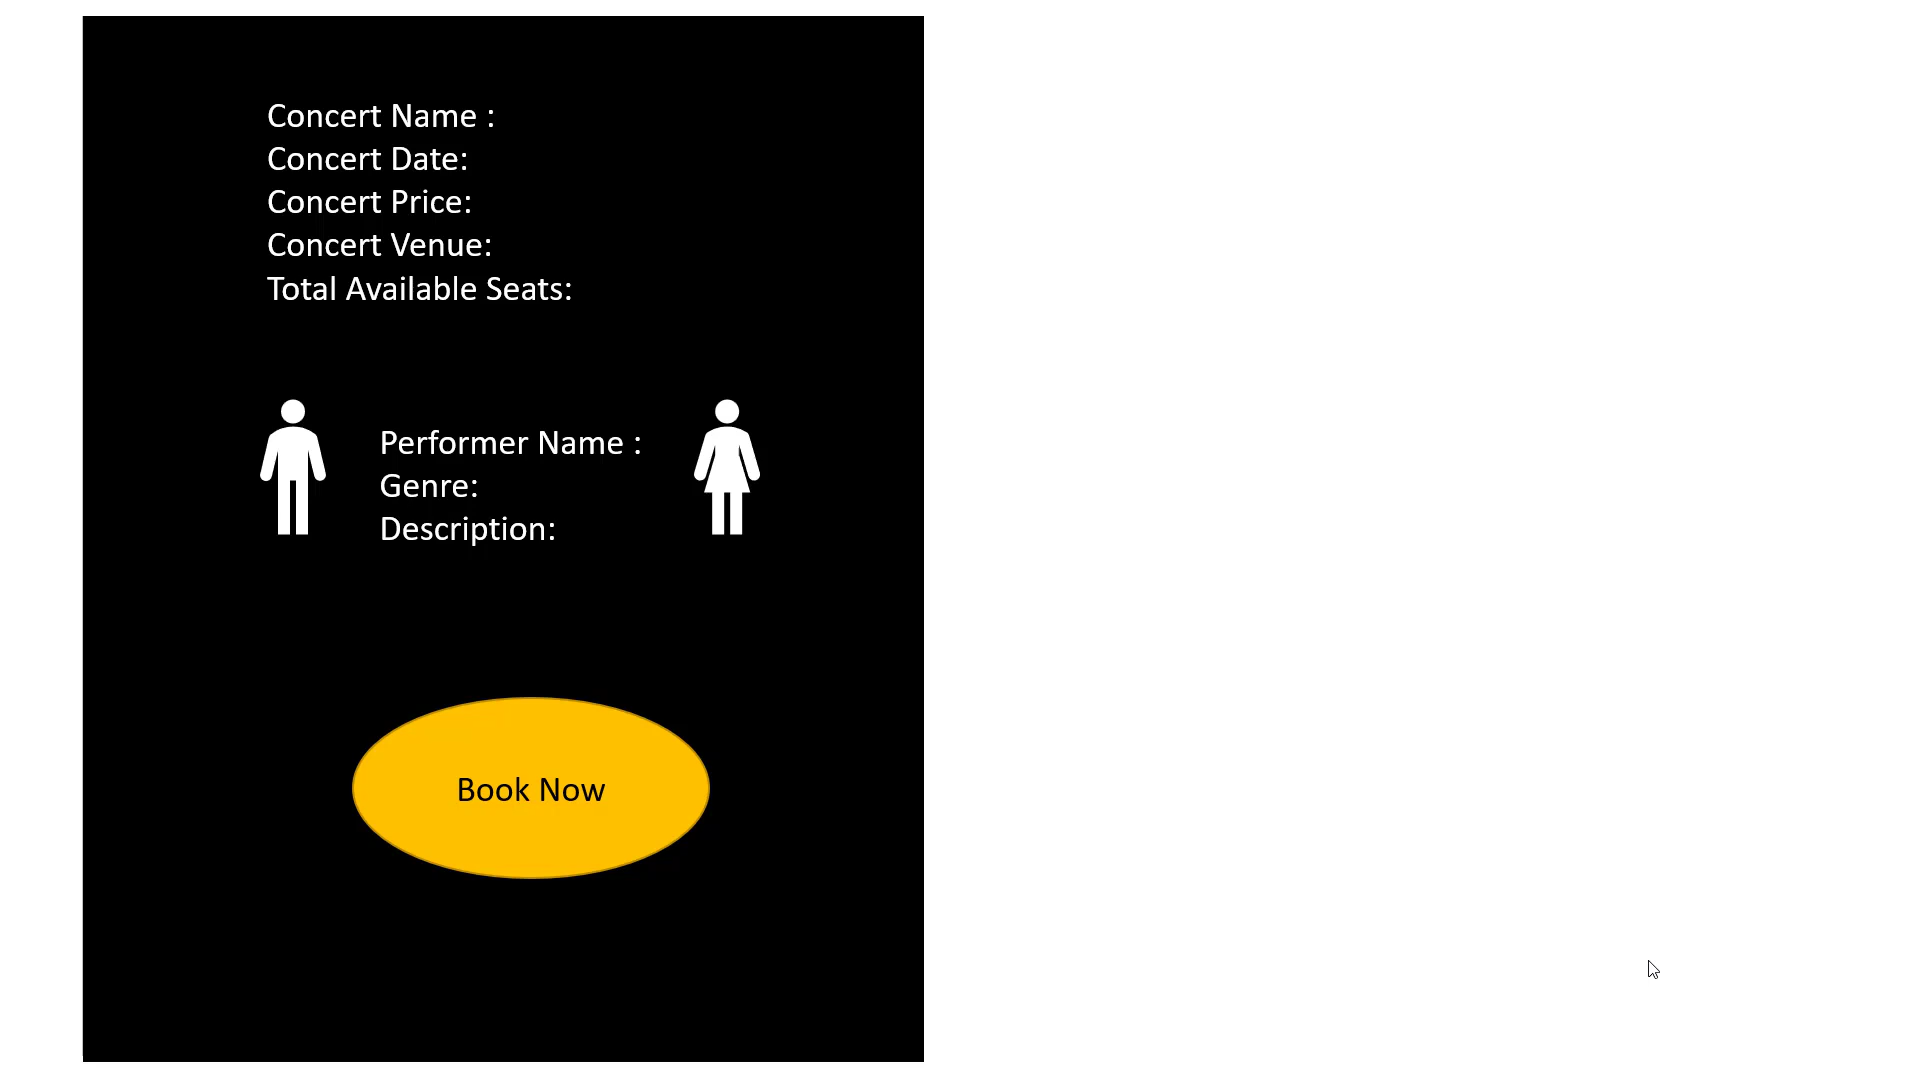 Concert Name :
Concert Date:
Concert Price:
Concert Venue:
Total Available Seats:
Performer Name :
Genre:
Description:
Book Now